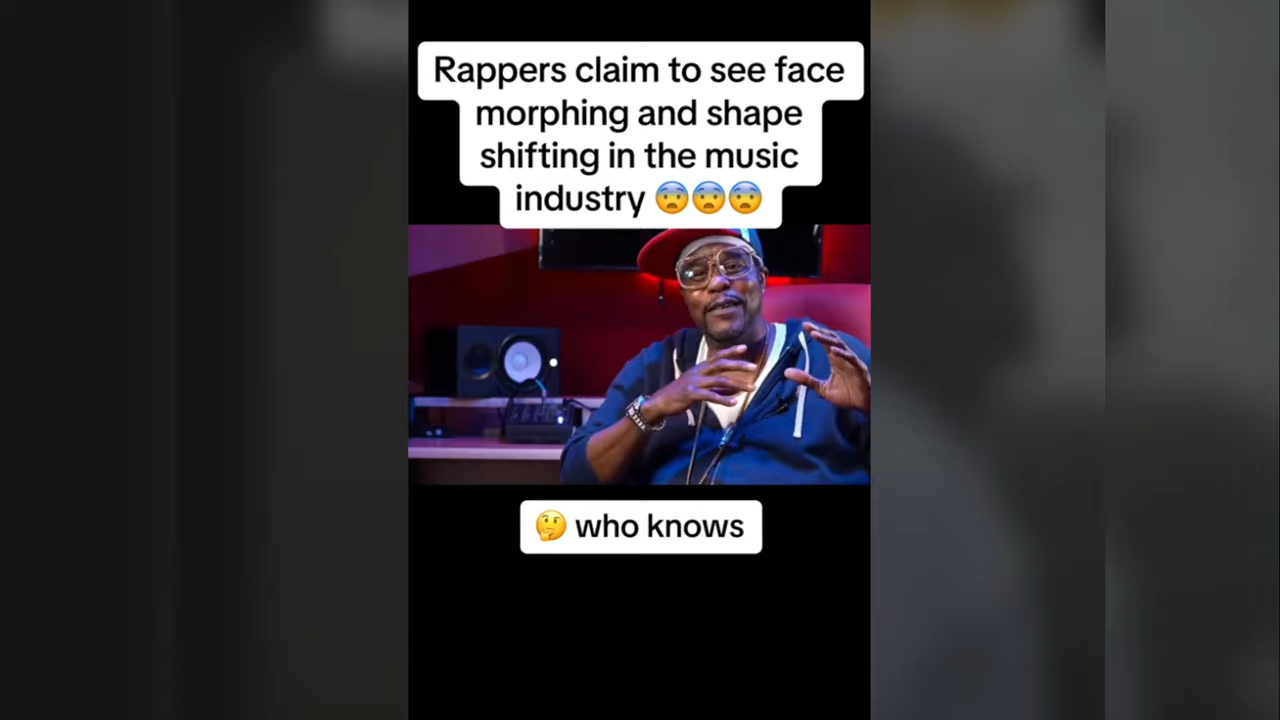 Rappers claim to see face
morphing and shape
shifting in the music
industry 😨😨😨
🤔 who knows